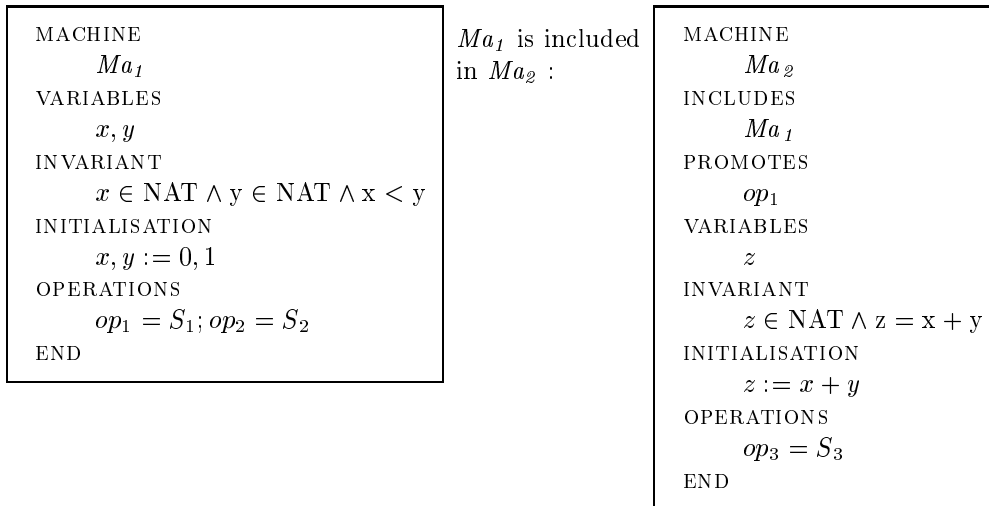 MACHINE
Ma₁
VARIABLES
x, y
INVARIANT
x ∈ NAT ∧ y ∈ NAT ∧ x < y
INITIALISATION
x, y := 0, 1
OPERATIONS
op₁ = S₁; op₂ = S₂
END
Ma₁ is included
in Ma₂ :
MACHINE
Ma₂
INCLUDES
Ma₁
PROMOTES
op₁
VARIABLES
z
INVARIANT
z ∈ NAT ∧ z = x + y
INITIALISATION
z := x + y
OPERATIONS
op₃ = S₃
END